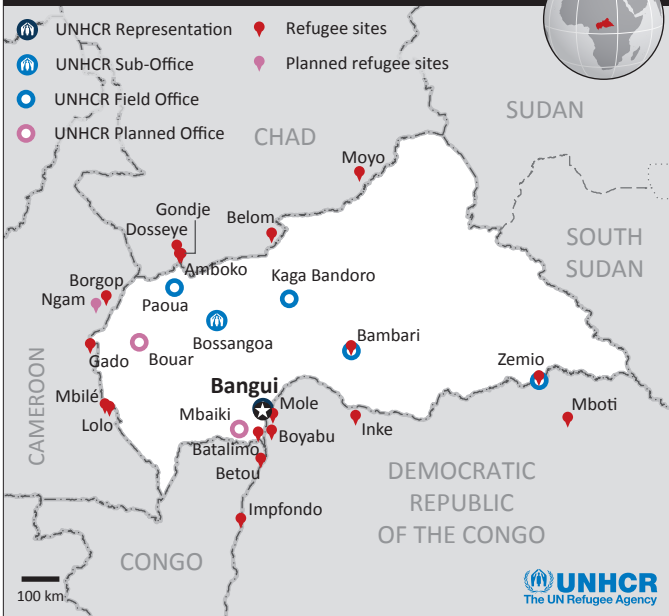 UNHCR Representation
UNHCR Sub-Office
UNHCR Field Office
UNHCR Planned Office
Refugee sites
Planned refugee sites
SUDAN
CHAD
Moyo
Gondje
Dosseye
Belom
SOUTH
SUDAN
Amboko
Kaga Bandoro
Borgop
Ngam
Paoua
Bossangoa
Bambari
Gado
Bouar
Zemio
CAMEROON
Bangui
Mbilé
Lolo
Mbaiki
Mole
Mboti
Boyabu
Inke
Batalimo
Betou
DEMOCRATIC
REPUBLIC
OF THE CONGO
Impfondo
CONGO
100 km
UNHCR
The UN Refugee Agency